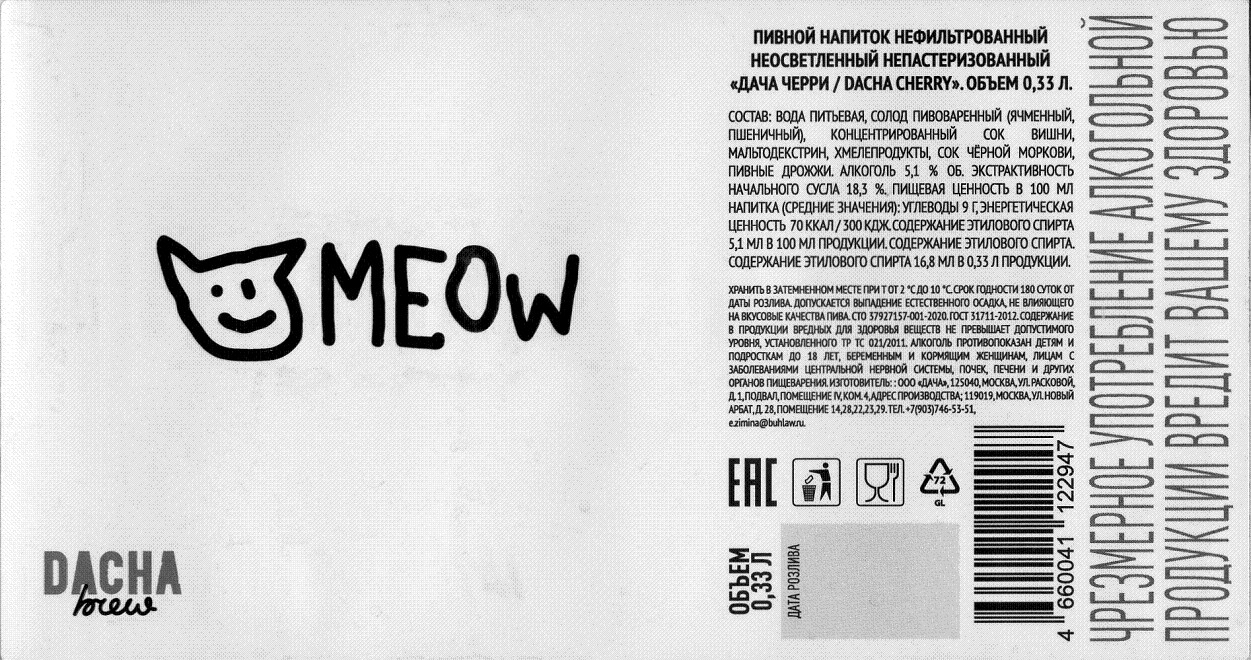 MEOW
DACHA
brew
ПИВНОЙ НАПИТОК НЕФИЛЬТРОВАННЫЙ
НЕОСВЕТЛЕННЫЙ НЕПАСТЕРИЗОВАННЫЙ
«ДАЧА ЧЕРРИ / DACHA CHERRY». ОБЪЕМ 0,33 Л.
СОСТАВ: ВОДА ПИТЬЕВАЯ, СОЛОД ПИВОВАРЕННЫЙ (ЯЧМЕННЫЙ,
ПШЕНИЧНЫЙ), КОНЦЕНТРИРОВАННЫЙ СОК ВИШНИ,
МАЛЬТОДЕКСТРИН, ХМЕЛЕПРОДУКТЫ, СОК ЧЁРНОЙ МОРКОВИ,
ПИВНЫЕ ДРОЖЖИ. АЛКОГОЛЬ 5,1 % ОБ. ЭКСТРАКТИВНОСТЬ
НАЧАЛЬНОГО СУСЛА 18,3 %. ПИЩЕВАЯ ЦЕННОСТЬ В 100 МЛ
НАПИТКА (СРЕДНИЕ ЗНАЧЕНИЯ): УГЛЕВОДЫ 9 Г, ЭНЕРГЕТИЧЕСКАЯ
ЦЕННОСТЬ 70 ККАЛ / 300 КДЖ. СОДЕРЖАНИЕ ЭТИЛОВОГО СПИРТА
5,1 МЛ В 100 МЛ ПРОДУКЦИИ. СОДЕРЖАНИЕ ЭТИЛОВОГО СПИРТА.
СОДЕРЖАНИЕ ЭТИЛОВОГО СПИРТА 16,8 МЛ В 0,33 Л ПРОДУКЦИИ.
ХРАНИТЬ В ЗАТЕМНЕННОМ МЕСТЕ ПРИ Т ОТ 2 °С ДО 10 °С. СРОК ГОДНОСТИ 180 СУТОК ОТ
ДАТЫ РОЗЛИВА. ДОПУСКАЕТСЯ ВЫПАДЕНИЕ ЕСТЕСТВЕННОГО ОСАДКА, НЕ ВЛИЯЮЩЕГО
НА ВКУСОВЫЕ КАЧЕСТВА ПИВА. СТО 37927157-001-2020. ГОСТ 31711-2012. СОДЕРЖАНИЕ
В ПРОДУКЦИИ ВРЕДНЫХ ДЛЯ ЗДОРОВЬЯ ВЕЩЕСТВ НЕ ПРЕВЫШАЕТ ДОПУСТИМОГО
УРОВНЯ, УСТАНОВЛЕННОГО ТР ТС 021/2011. АЛКОГОЛЬ ПРОТИВОПОКАЗАН ДЕТЯМ И
ПОДРОСТКАМ ДО 18 ЛЕТ, БЕРЕМЕННЫМ И КОРМЯЩИМ ЖЕНЩИНАМ, ЛИЦАМ С
ЗАБОЛЕВАНИЯМИ ЦЕНТРАЛЬНОЙ НЕРВНОЙ СИСТЕМЫ, ПОЧЕК, ПЕЧЕНИ И ДРУГИХ
ОРГАНОВ ПИЩЕВАРЕНИЯ. ИЗГОТОВИТЕЛЬ: : ООО «ДАЧА», 125040, МОСКВА, УЛ. РАСКОВОЙ,
Д. 1, ПОДВАЛ, ПОМЕЩЕНИЕ IV, КОМ. 4, АДРЕС ПРОИЗВОДСТВА; 119019, МОСКВА, УЛ. НОВЫЙ
АРБАТ, Д. 28, ПОМЕЩЕНИЕ 14,28,22,23,29. ТЕЛ. +7(903)746-53-51,
e.zimina@buhlaw.ru.
ЕАС
72
GL
ОБЪЕМ
0,33 Л
ДАТА РОЗЛИВА
4 660041 122947
ЧРЕЗМЕРНОЕ УПОТРЕБЛЕНИЕ АЛКОГОЛЬНОЙ
ПРОДУКЦИИ ВРЕДИТ ВАШЕМУ ЗДОРОВЬЮ